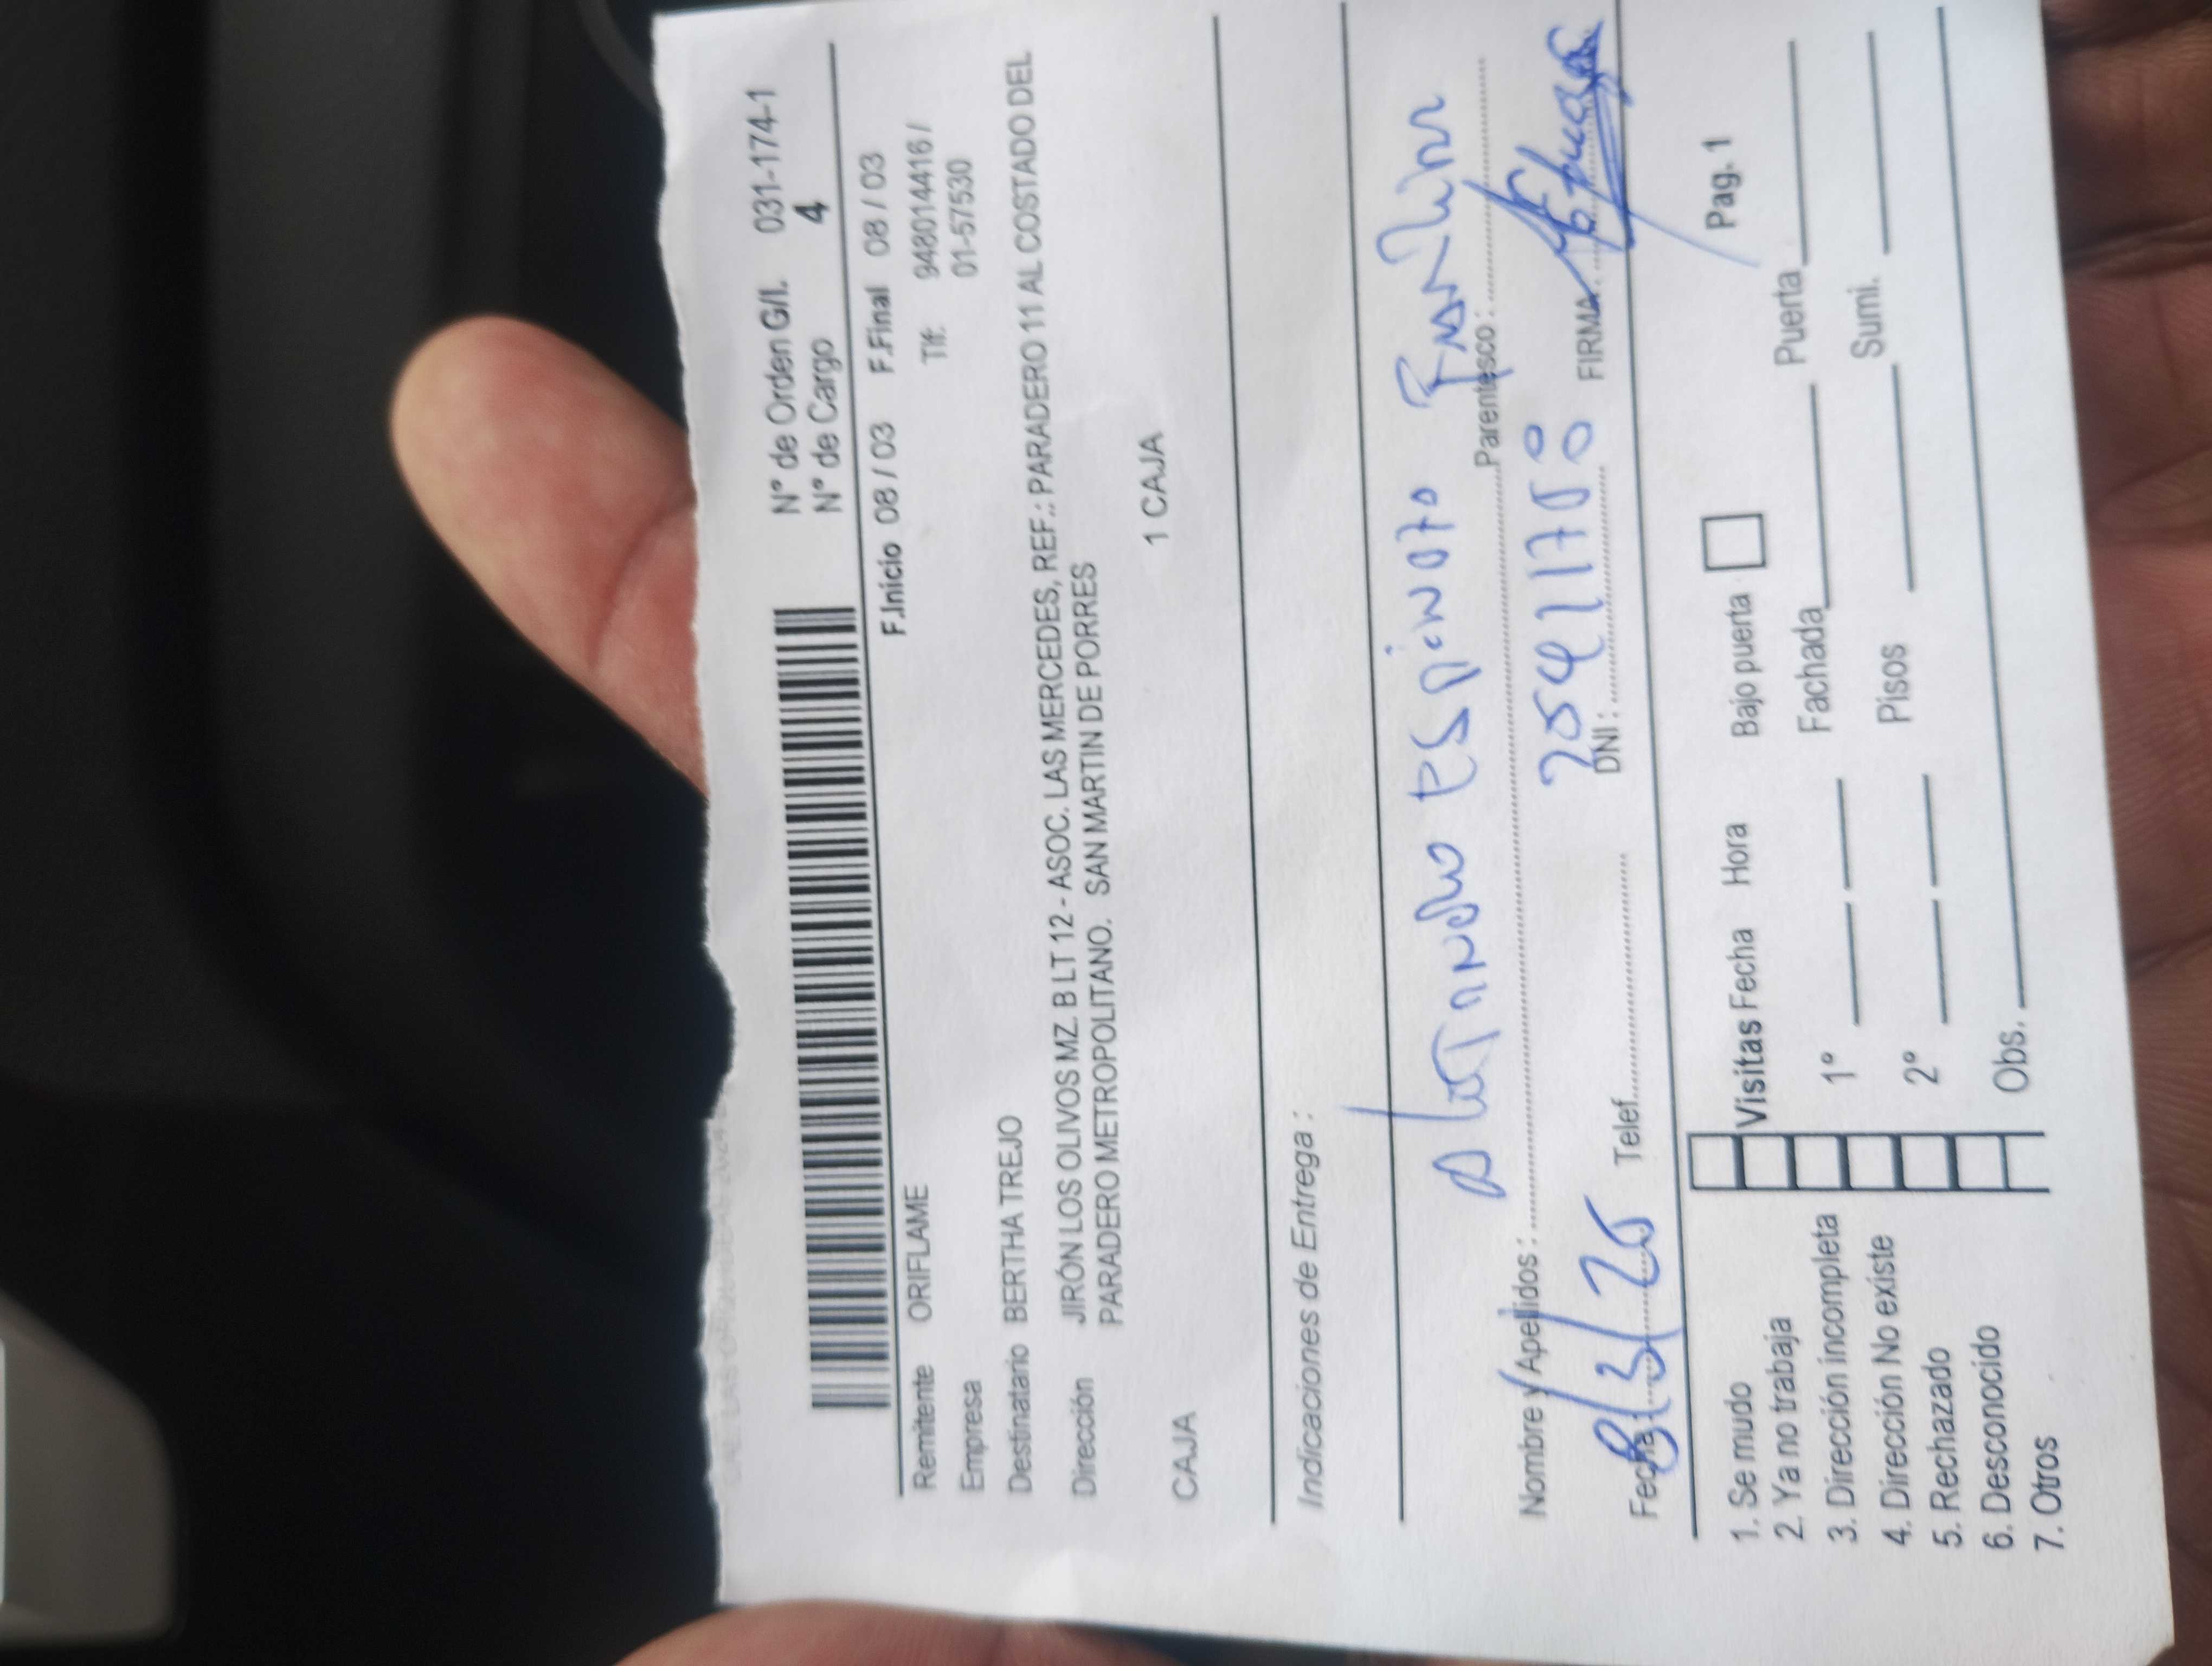 N° de Orden G/I. 031-174-1
N° de Cargo 4
F.Inicio 08 / 03 F.Final 08 / 03
Remitente ORIFLAME Tlf: 948014416 /
Empresa 01-57530
Destinatario BERTHA TREJO
Dirección JIRÓN LOS OLIVOS MZ. B LT 12 - ASOC. LAS MERCEDES, REF.: PARADERO 11 AL COSTADO DEL
PARADERO METROPOLITANO. SAN MARTIN DE PORRES
CAJA 1 CAJA
Indicaciones de Entrega :
Nombre y Apellidos : Parentesco :
Fecha: 8/3/25 Telef. DNI : FIRMA
Pag. 1
1. Se mudo Visitas Fecha Hora Bajo puerta
2. Ya no trabaja
3. Dirección incompleta 1° Fachada Puerta
4. Dirección No existe
5. Rechazado 2° Pisos Sumi.
6. Desconocido
7. Otros Obs.